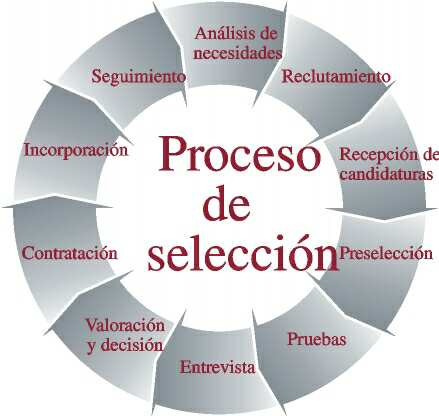 Proceso
de
selección
Análisis de
necesidades
Reclutamiento
Recepción de
candidaturas
Preselección
Pruebas
Entrevista
Valoración
y decisión
Contratación
Incorporación
Seguimiento